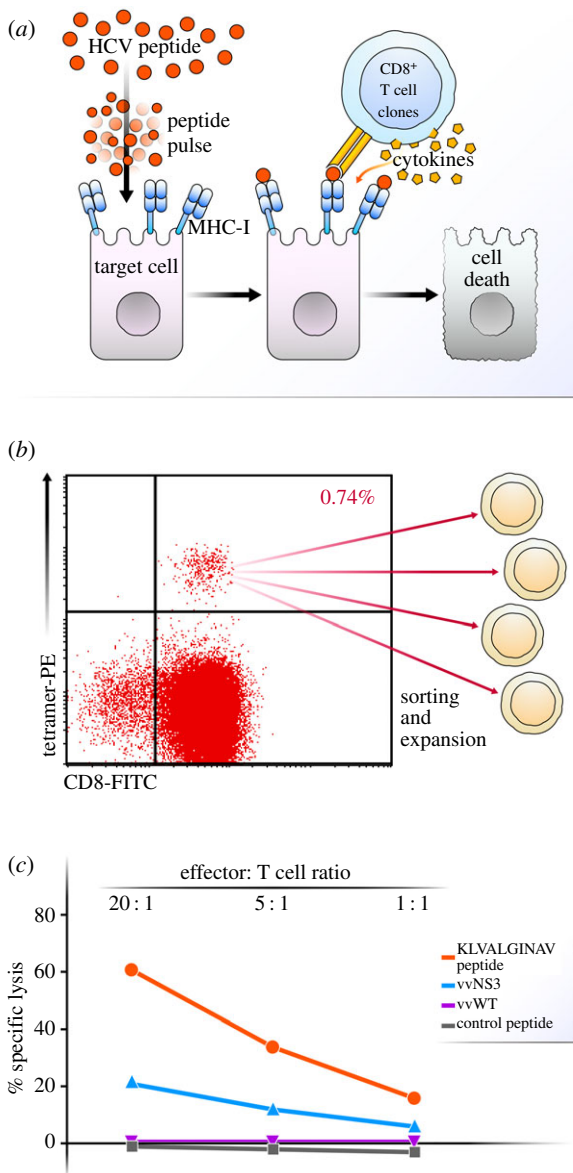 (a)
HCV peptide
peptide
pulse
CD8+
T cell
clones
cytokines
MHC-I
target cell
cell
death
(b)
tetramer-PE
0.74%
sorting
and
expansion
CD8-FITC
(c)
effector: T cell ratio
20 : 1 5 : 1 1 : 1
% specific lysis
80
60
40
20
0
KLVALGINAV
peptide
vvNS3
vvWT
control peptide